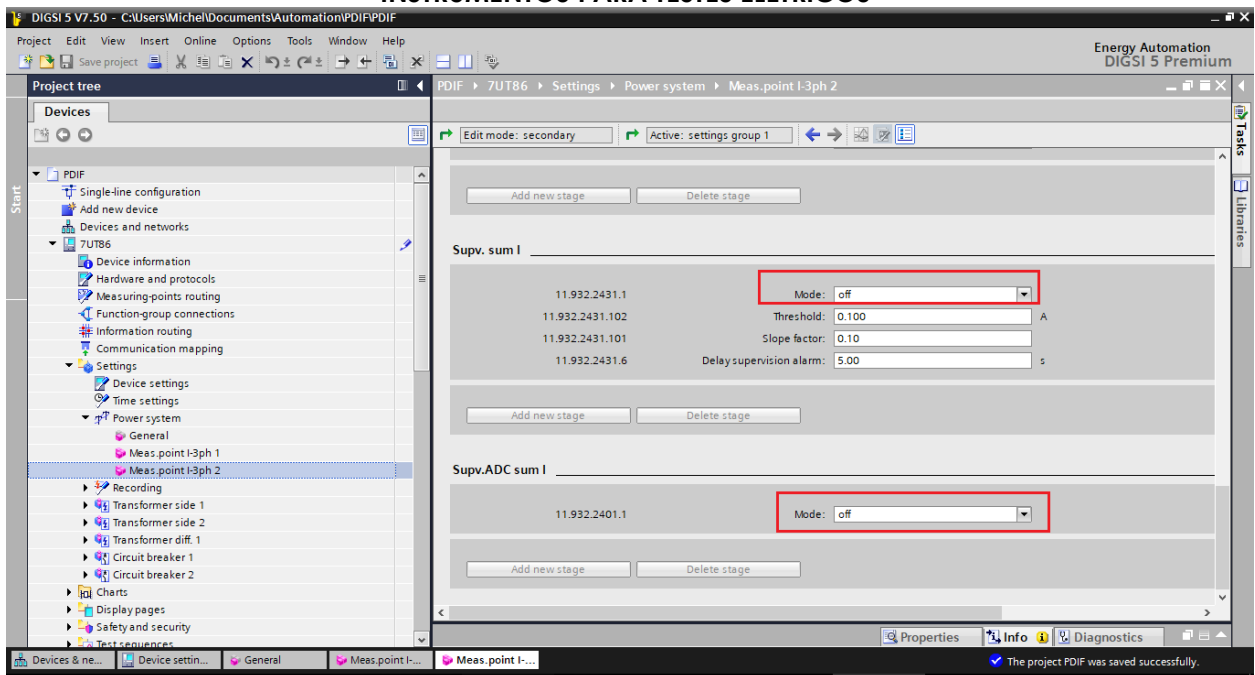 INSTRUMENTOS PARA TESTES ELÉTRICOS
DIGSI 5 V7.50 - C:\Users\Michel\Documents\Automation\PDIF\PDIF
Project Edit View Insert Online Options Tools Window Help
Save project
Energy Automation
DIGSI 5 Premium
Project tree
PDIF Settings Power system Meas.point I-3ph 2
7UT86
Devices
Edit mode: secondary
Active: settings group 1
Start
Tasks
Libraries
PDIF
Single-line configuration
Add new device
Devices and networks
7UT86
Device information
Hardware and protocols
Measuring-points routing
Function-group connections
Information routing
Communication mapping
Settings
Device settings
Time settings
Power system
General
Meas.point I-3ph 1
Meas.point I-3ph 2
Recording
Transformer side 1
Transformer side 2
Transformer diff. 1
Circuit breaker 1
Circuit breaker 2
Charts
Display pages
Safety and security
Test sequences
Add new stage Delete stage
Supv. sum I
11.932.2431.1 Mode: off
11.932.2431.102 Threshold: 0.100 A
11.932.2431.101 Slope factor: 0.10
11.932.2431.6 Delay supervision alarm: 5.00 s
Add new stage Delete stage
Supv.ADC sum I
11.932.2401.1 Mode: off
Add new stage Delete stage
Properties Info Diagnostics
Devices & ne... Device settin... General Meas.point I-... Meas.point I-...
The project PDIF was saved successfully.